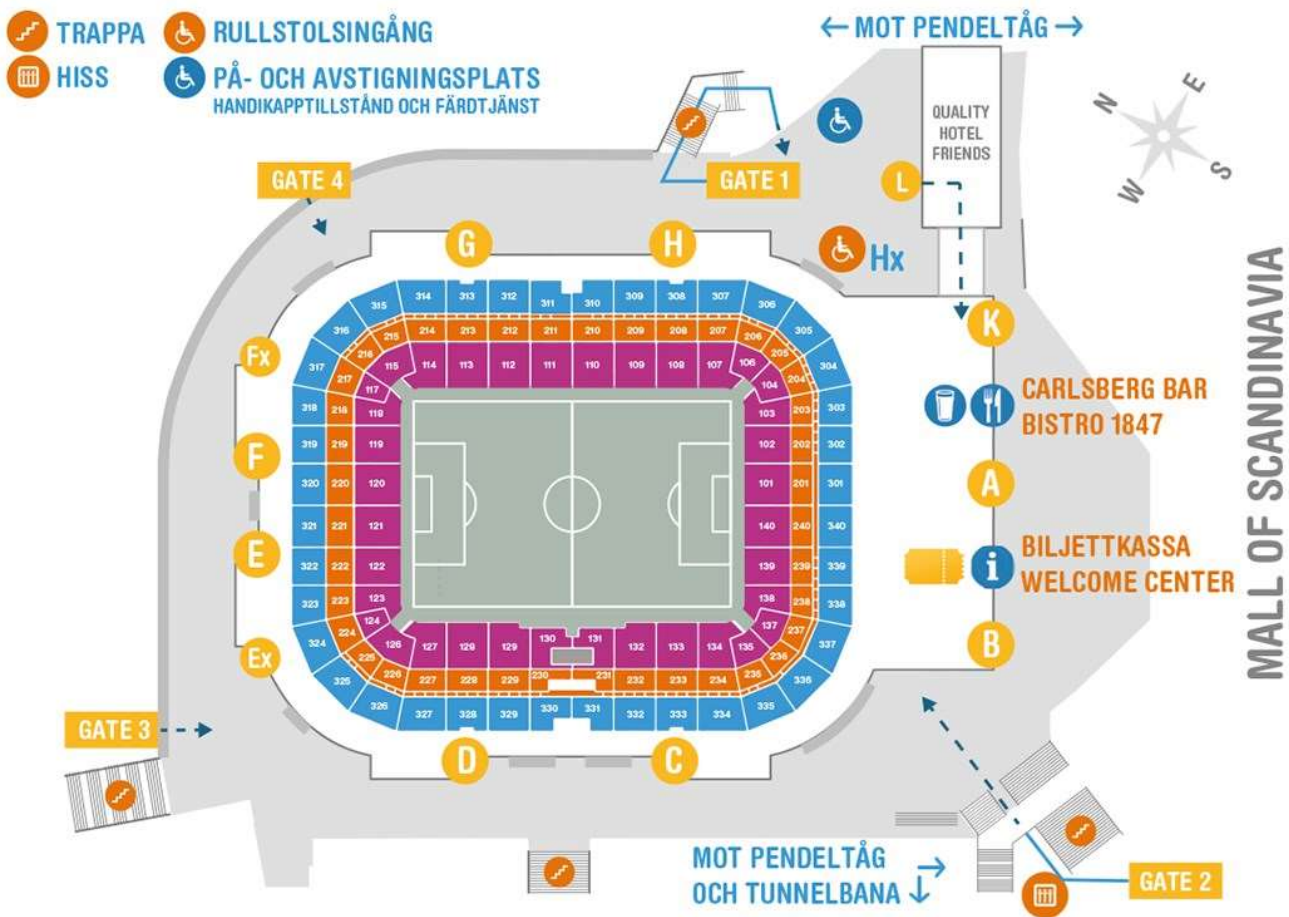 TRAPPA
RULLSTOLSINGÅNG
HISS
PÅ- OCH AVSTIGNINGSPLATS
HANDIKAPPTILLSTÅND OCH FÄRDTJÄNST
← MOT PENDELTÅG →
QUALITY
HOTEL
FRIENDS
N
E
S
W
GATE 4
GATE 1
L
G
H
Hx
K
Fx
F
E
Ex
A
B
D
C
CARLSBERG BAR
BISTRO 1847
BILJETTKASSA
WELCOME CENTER
i
MALL OF SCANDINAVIA
315 314 313 312 311 310 309 308 307 306
316 305
317 304
318 303
319 302
320 301
321 340
322 339
323 338
324 337
325 336
326 327 328 329 330 331 332 333 334 335
215 214 213 212 211 210 209 208 207 206
216 205
217 204
218 203
219 202
220 201
221 240
222 239
223 238
224 237
225 236
226 227 228 229 230 231 232 233 234 235
115 114 113 112 111 110 109 108 107 106
117 104
118 103
119 102
120 101
121 140
122 139
123 138
124 137
126 127 128 129 130 131 132 133 134 135
GATE 3
MOT PENDELTÅG →
OCH TUNNELBANA ↓
GATE 2